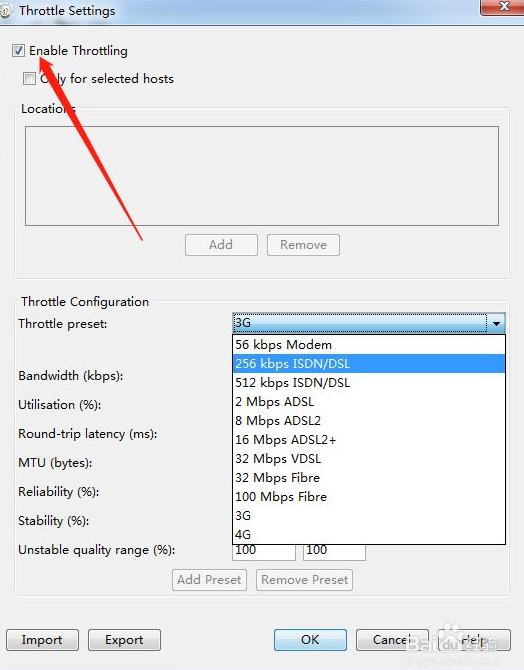 Throttle Settings
Enable Throttling
Only for selected hosts
Locations
Add Remove
Throttle Configuration
Throttle preset: 3G
56 kbps Modem
256 kbps ISDN/DSL
512 kbps ISDN/DSL
2 Mbps ADSL
8 Mbps ADSL2
16 Mbps ADSL2+
32 Mbps VDSL
32 Mbps Fibre
100 Mbps Fibre
3G
4G
Bandwidth (kbps):
Utilisation (%):
Round-trip latency (ms):
MTU (bytes):
Reliability (%):
Stability (%):
Unstable quality range (%): 100 100
Add Preset Remove Preset
Import Export OK Cancel Help
Baidu 经验